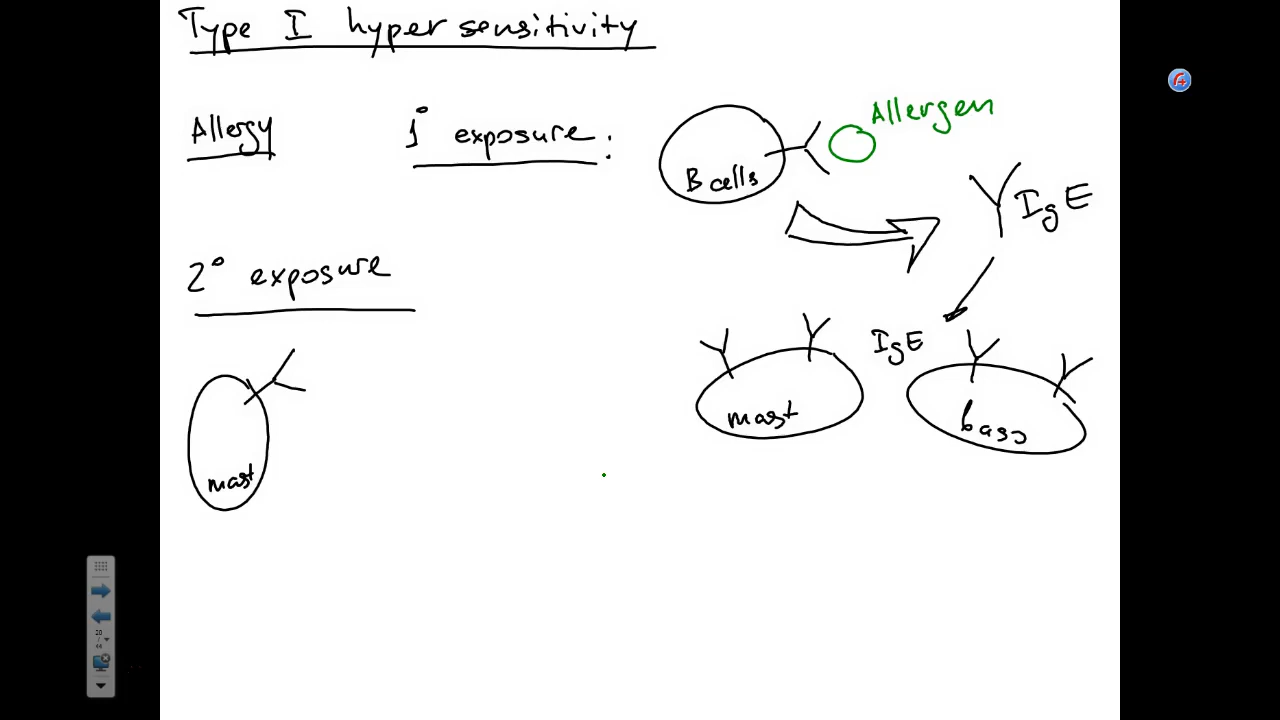 Type I hypersensitivity
Allergy
1° exposure:
B cells
Allergen
IgE
2° exposure
IgE
mast
baso
mast